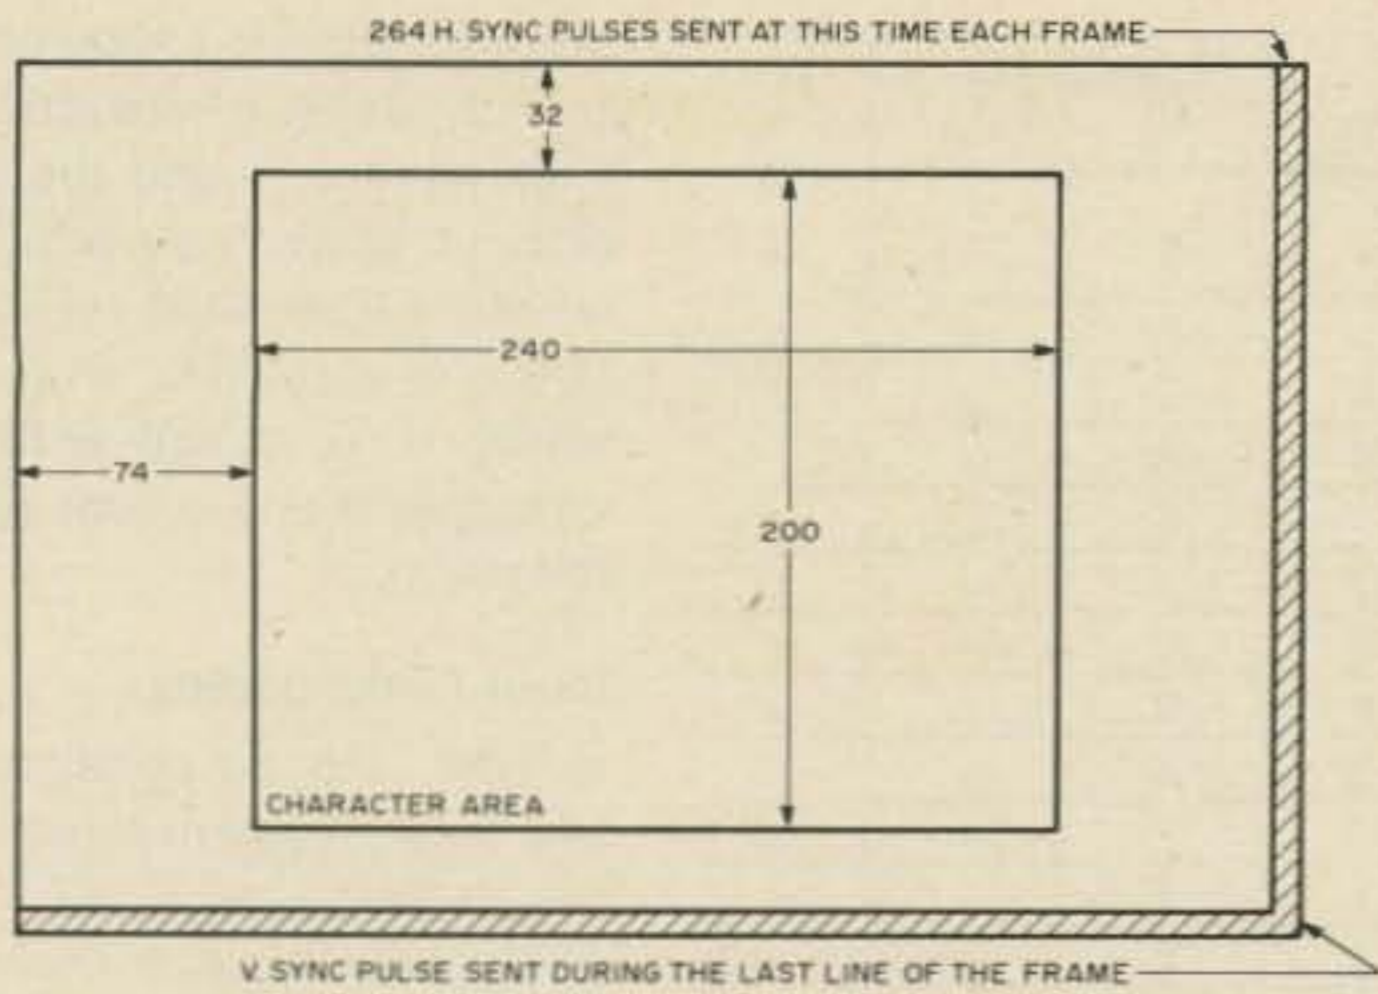 264 H. SYNC PULSES SENT AT THIS TIME EACH FRAME
32
240
74
200
CHARACTER AREA
V. SYNC PULSE SENT DURING THE LAST LINE OF THE FRAME